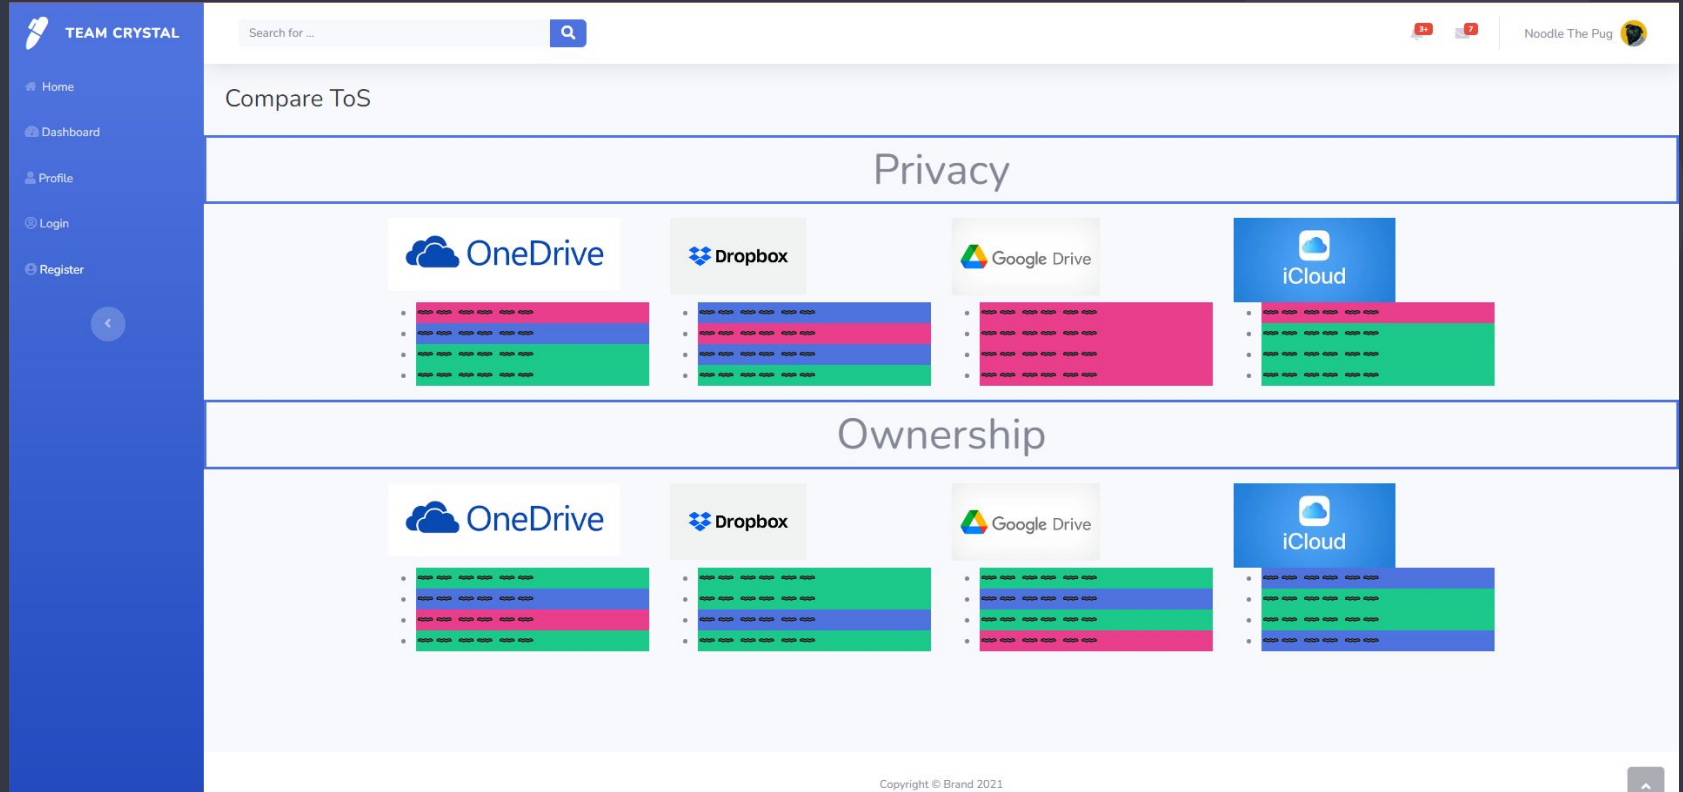 TEAM CRYSTAL
Search for ...
3+
7
Noodle The Pug
Home
Dashboard
Profile
Login
Register
Compare ToS
Privacy
OneDrive
Dropbox
Google Drive
iCloud
Ownership
OneDrive
Dropbox
Google Drive
iCloud
Copyright © Brand 2021